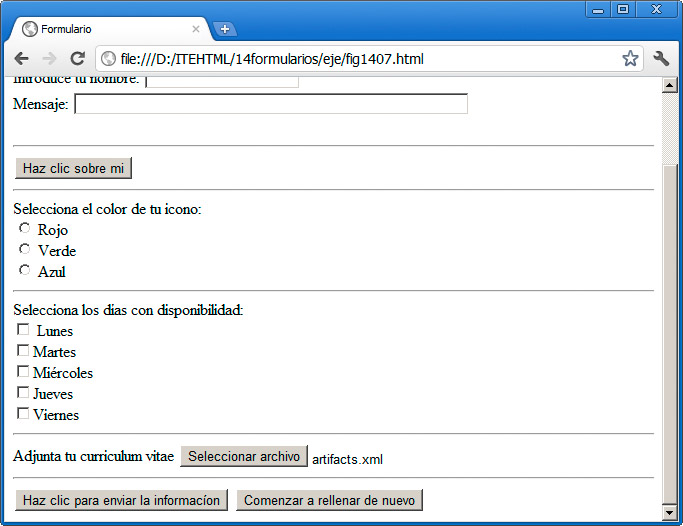 Formulario
file:///D:/ITEHTML/14formularios/eje/fig1407.html
Introduce tu nombre:
Mensaje:
Haz clic sobre mi
Selecciona el color de tu icono:
Rojo
Verde
Azul
Selecciona los días con disponibilidad:
Lunes
Martes
Miércoles
Jueves
Viernes
Adjunta tu curriculum vitae Seleccionar archivo artifacts.xml
Haz clic para enviar la informacíon Comenzar a rellenar de nuevo